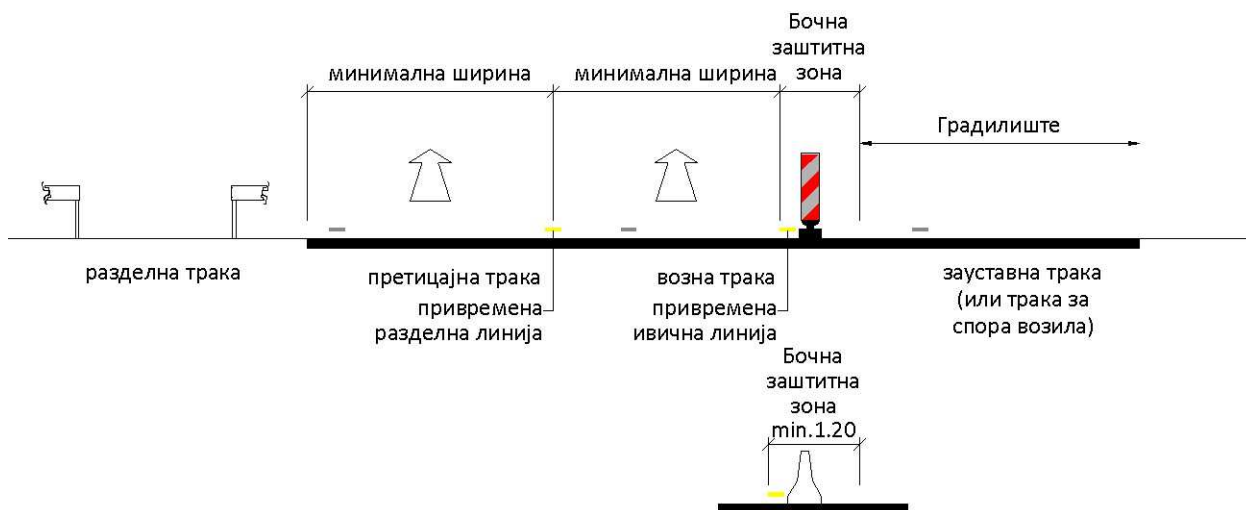 Бочна
заштитна
зона
минимална ширина
минимална ширина
Градилиште
разделна трака
претицајна трака
привремена
разделна линија
возна трака
привремена
ивична линија
зауставна трака
(или трака за
спора возила)
Бочна
заштитна
зона
min.1.20